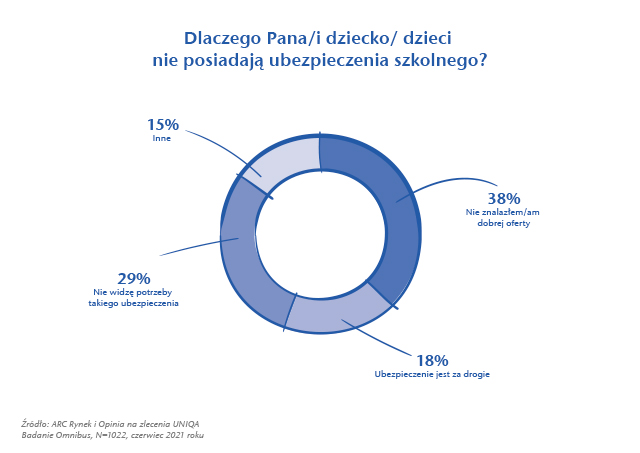 Dlaczego Pana/i dziecko/ dzieci
nie posiadają ubezpieczenia szkolnego?
15%
Inne
38%
Nie znalazłem/am
dobrej oferty
29%
Nie widzę potrzeby
takiego ubezpieczenia
18%
Ubezpieczenie jest za drogie
Źródło: ARC Rynek i Opinia na zlecenia UNIQA
Badanie Omnibus, N=1022, czerwiec 2021 roku